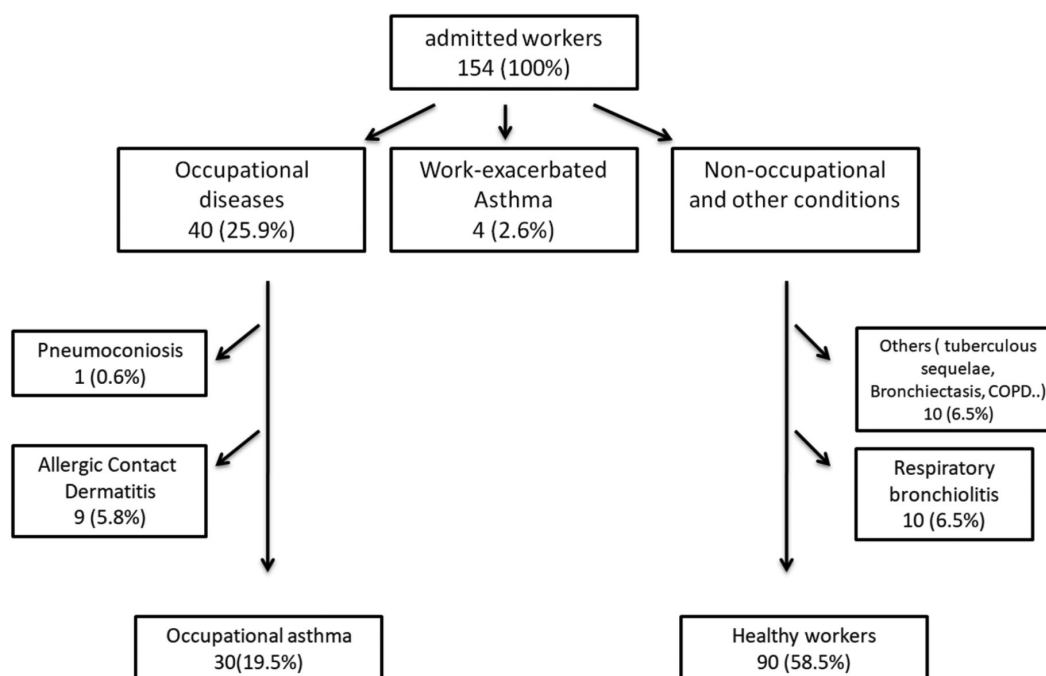 admitted workers
154 (100%)
Occupational
diseases
40 (25.9%)
Work-exacerbated
Asthma
4 (2.6%)
Non-occupational
and other conditions
Pneumoconiosis
1 (0.6%)
Others ( tuberculous
sequelae,
Bronchiectasis, COPD..)
10 (6.5%)
Allergic Contact
Dermatitis
9 (5.8%)
Respiratory
bronchiolitis
10 (6.5%)
Occupational asthma
30(19.5%)
Healthy workers
90 (58.5%)